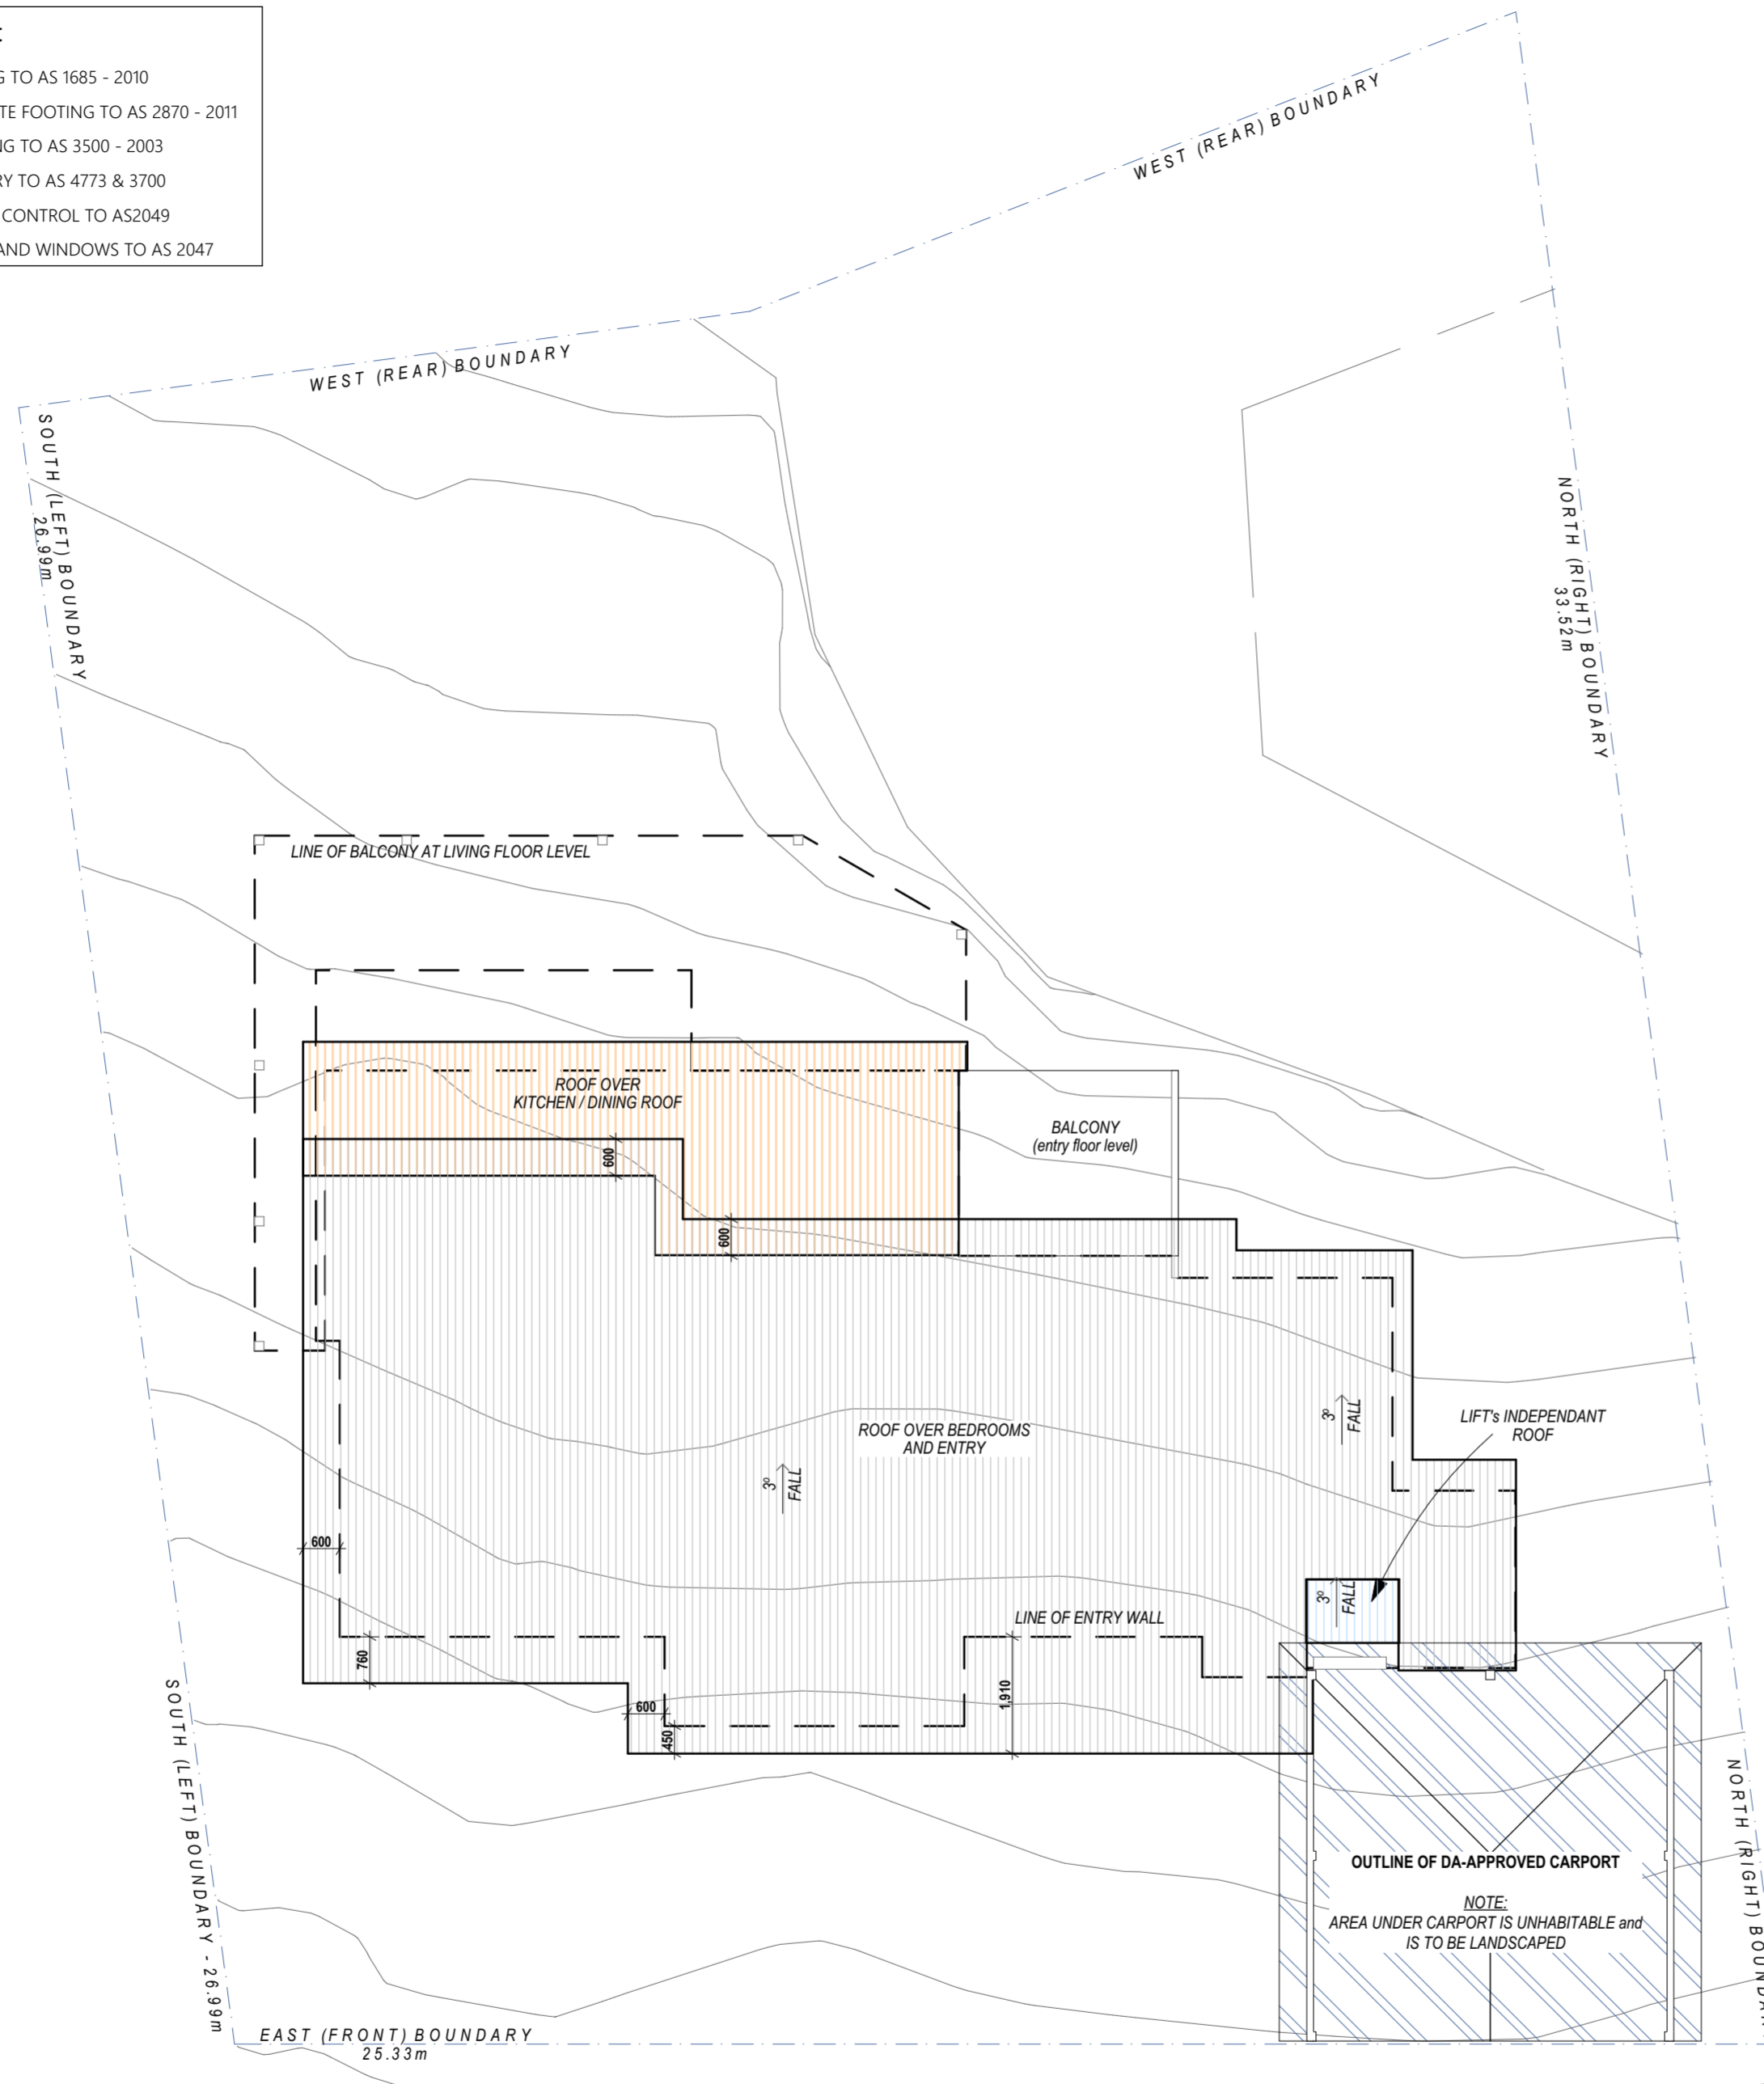 :
G TO AS 1685 - 2010
TE FOOTING TO AS 2870 - 2011
NG TO AS 3500 - 2003
RY TO AS 4773 & 3700
CONTROL TO AS2049
AND WINDOWS TO AS 2047
WEST (REAR) BOUNDARY
WEST (REAR) BOUNDARY
SOUTH (LEFT) BOUNDARY
26.99m
NORTH (RIGHT) BOUNDARY
33.52m
LINE OF BALCONY AT LIVING FLOOR LEVEL
ROOF OVER
KITCHEN / DINING ROOF
BALCONY
(entry floor level)
600
600
ROOF OVER BEDROOMS
AND ENTRY
3º
FALL
3º
FALL
LIFT's INDEPENDANT
ROOF
600
3º
FALL
LINE OF ENTRY WALL
760
600
450
1,910
SOUTH (LEFT) BOUNDARY - 26.99m
NORTH (RIGHT) BOUNDAR
OUTLINE OF DA-APPROVED CARPORT
NOTE:
AREA UNDER CARPORT IS UNHABITABLE and
IS TO BE LANDSCAPED
EAST (FRONT) BOUNDARY
25.33m